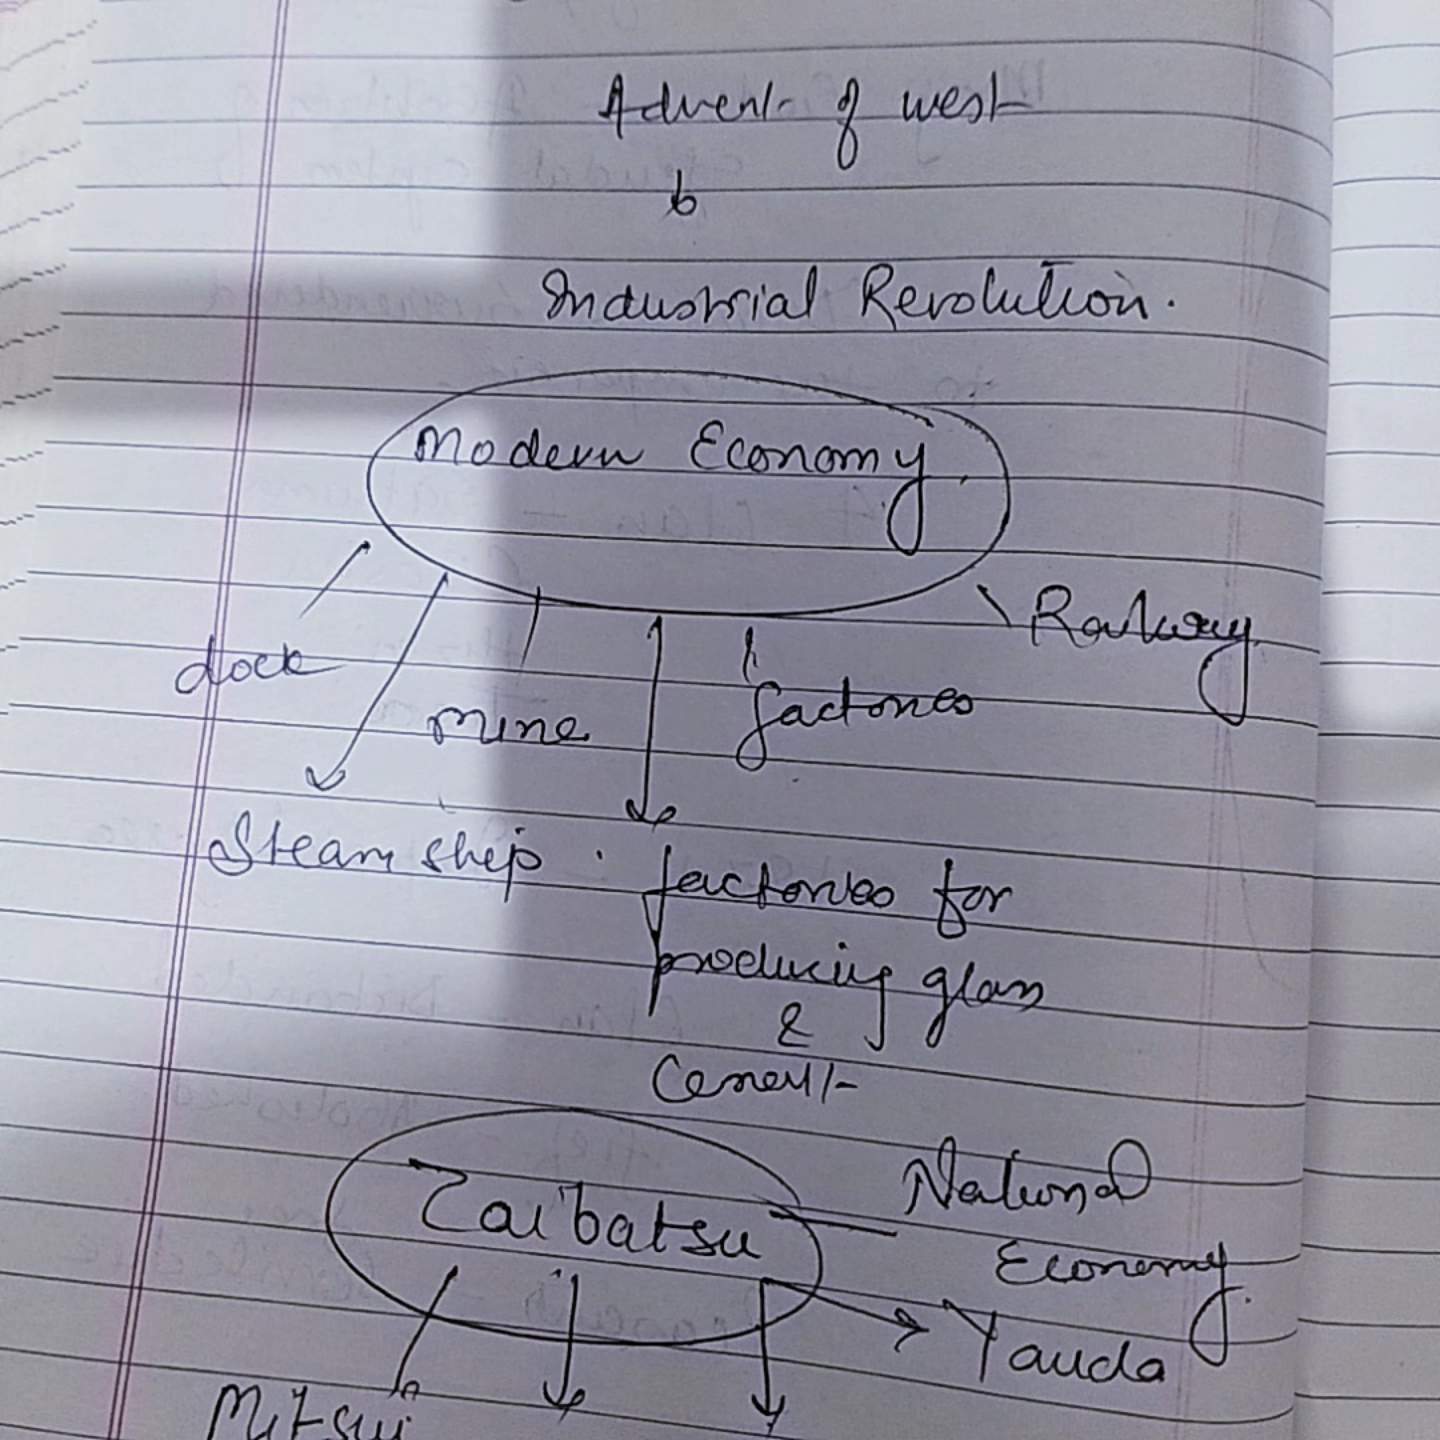 Advent of west
Industrial Revolution.
Modern Economy
Railway
dock
mine
factories
Steam ship
factories for
producing glass
&
Cement
Zaibatsu
National
Economy
Yauda
Mitsui